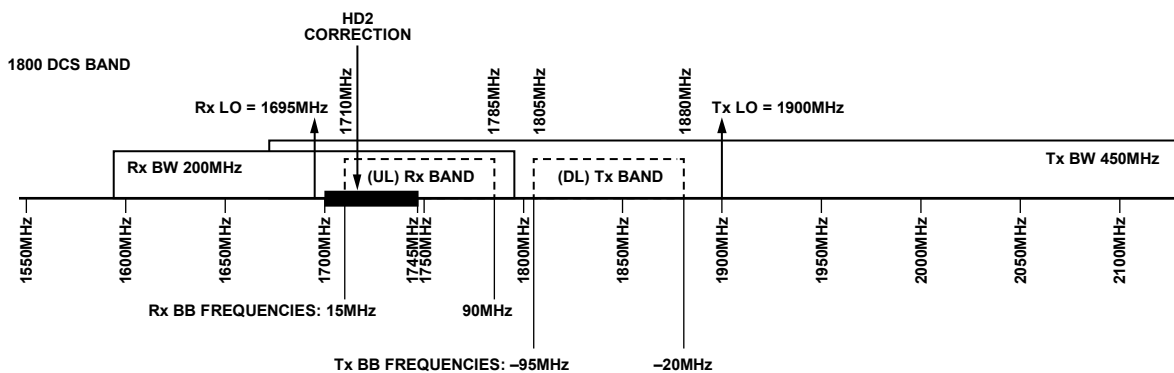 HD2
CORRECTION
1800 DCS BAND
Rx LO = 1695MHz
1710MHz
1785MHz
1805MHz
1880MHz
Tx LO = 1900MHz
Rx BW 200MHz
(UL) Rx BAND
(DL) Tx BAND
Tx BW 450MHz
1550MHz
1600MHz
1650MHz
1700MHz
1745MHz
1750MHz
1800MHz
1850MHz
1900MHz
1950MHz
2000MHz
2050MHz
2100MHz
Rx BB FREQUENCIES: 15MHz
90MHz
Tx BB FREQUENCIES: –95MHz
–20MHz